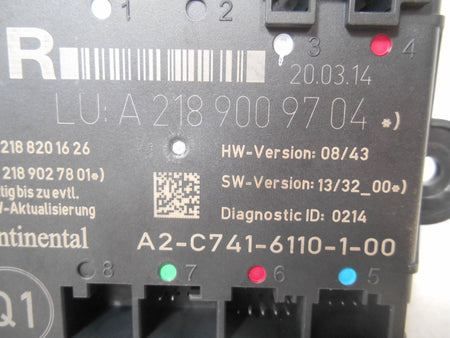 1 2
3 4
R
20.03.14
LU: A 218 900 97 04 *)
218 820 16 26
218 902 78 01*)
tig bis zu evtl.
W-Aktualisierung
HW-Version: 08/43
SW-Version: 13/32_00*)
Diagnostic ID: 0214
ontinental
A2-C741-6110-1-00
8 7 6 5
Q1